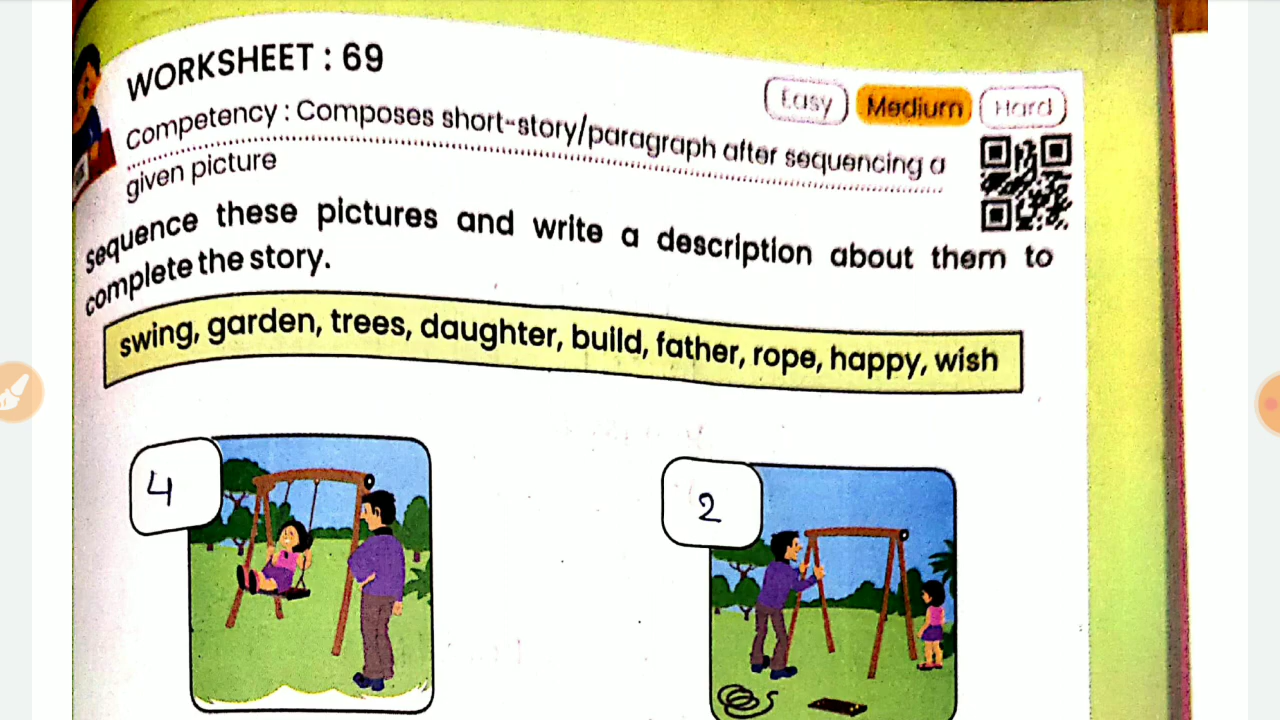 WORKSHEET : 69
Easy Medium Hard
Competency : Composes short-story/paragraph after sequencing a
given picture
Sequence these pictures and write a description about them to
complete the story.
swing, garden, trees, daughter, build, father, rope, happy, wish
4
2